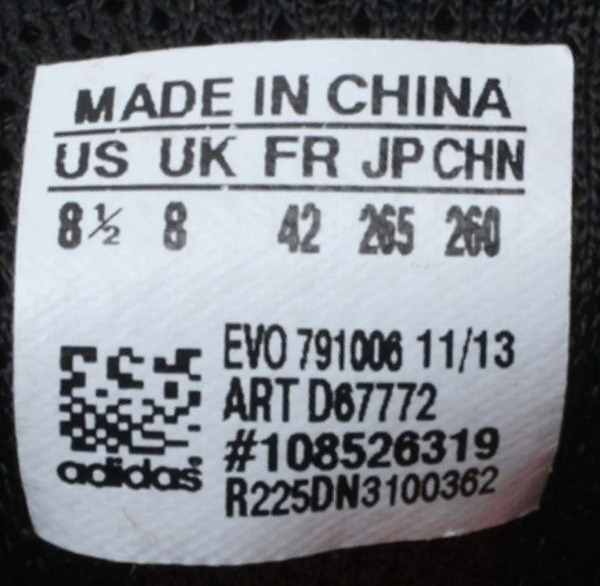 MADE IN CHINA
US UK FR JP CHN
8½ 8 42 265 260
EVO 791006 11/13
ART D67772
#108526319
adidas
R225DN3100362